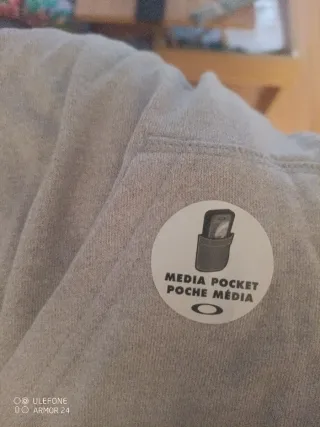 MEDIA POCKET
POCHE MÉDIA
ULEFONE
ARMOR 24